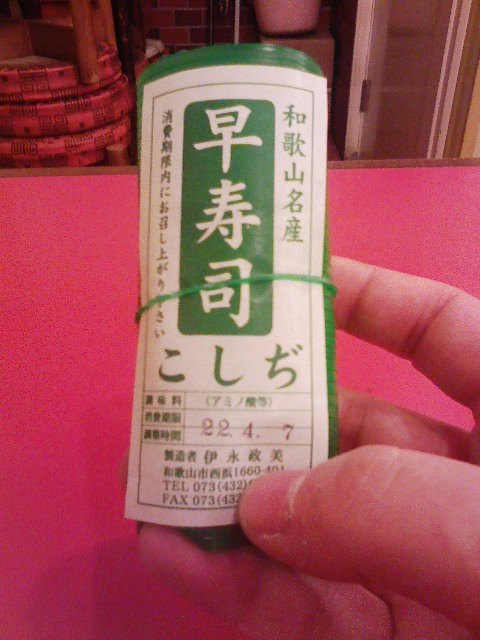 和歌山名産
早寿司
消費期限内にお召し上がり
さい
こしぢ
調味料 (アミノ酸等)
消費期限
調整時間 22.4.7
製造者 伊永政美
和歌山市西浜1660-401
TEL 073(432)
FAX 073(432